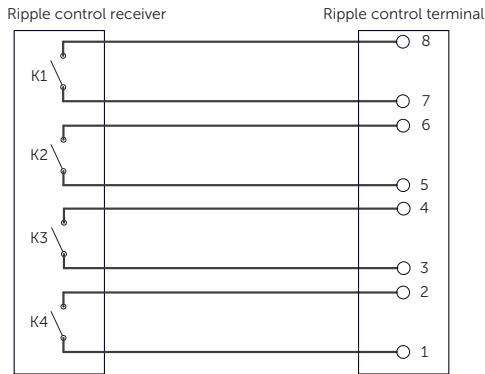 Ripple control receiver
Ripple control terminal
8
K1
7
6
K2
5
4
K3
3
2
K4
1